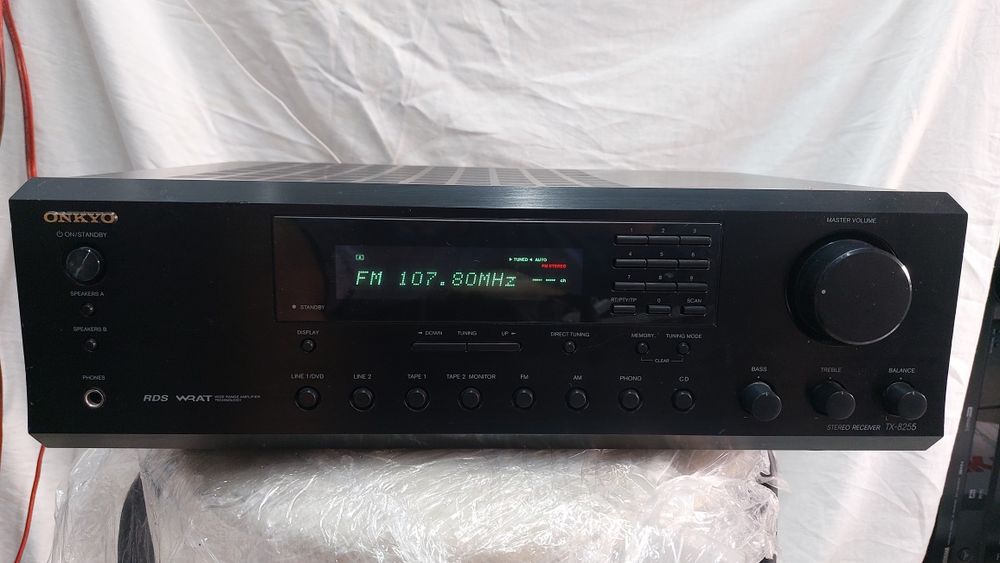 ONKYO
ON/STANDBY
SPEAKERS A
SPEAKERS B
PHONES
RDS WRAT WIDE RANGE AMPLIFIER
TECHNOLOGY
STANDBY
A
TUNED AUTO
FM STEREO
FM 107.80MHz ch
DISPLAY
DOWN TUNING UP
DIRECT TUNING
MEMORY TUNING MODE
CLEAR
1 2 3
4 5 6
7 8 9
RT/PTY/TP 0 SCAN
LINE 1/DVD LINE 2 TAPE 1 TAPE 2 MONITOR FM AM PHONO CD
MASTER VOLUME
BASS TREBLE BALANCE
STEREO RECEIVER TX-8255